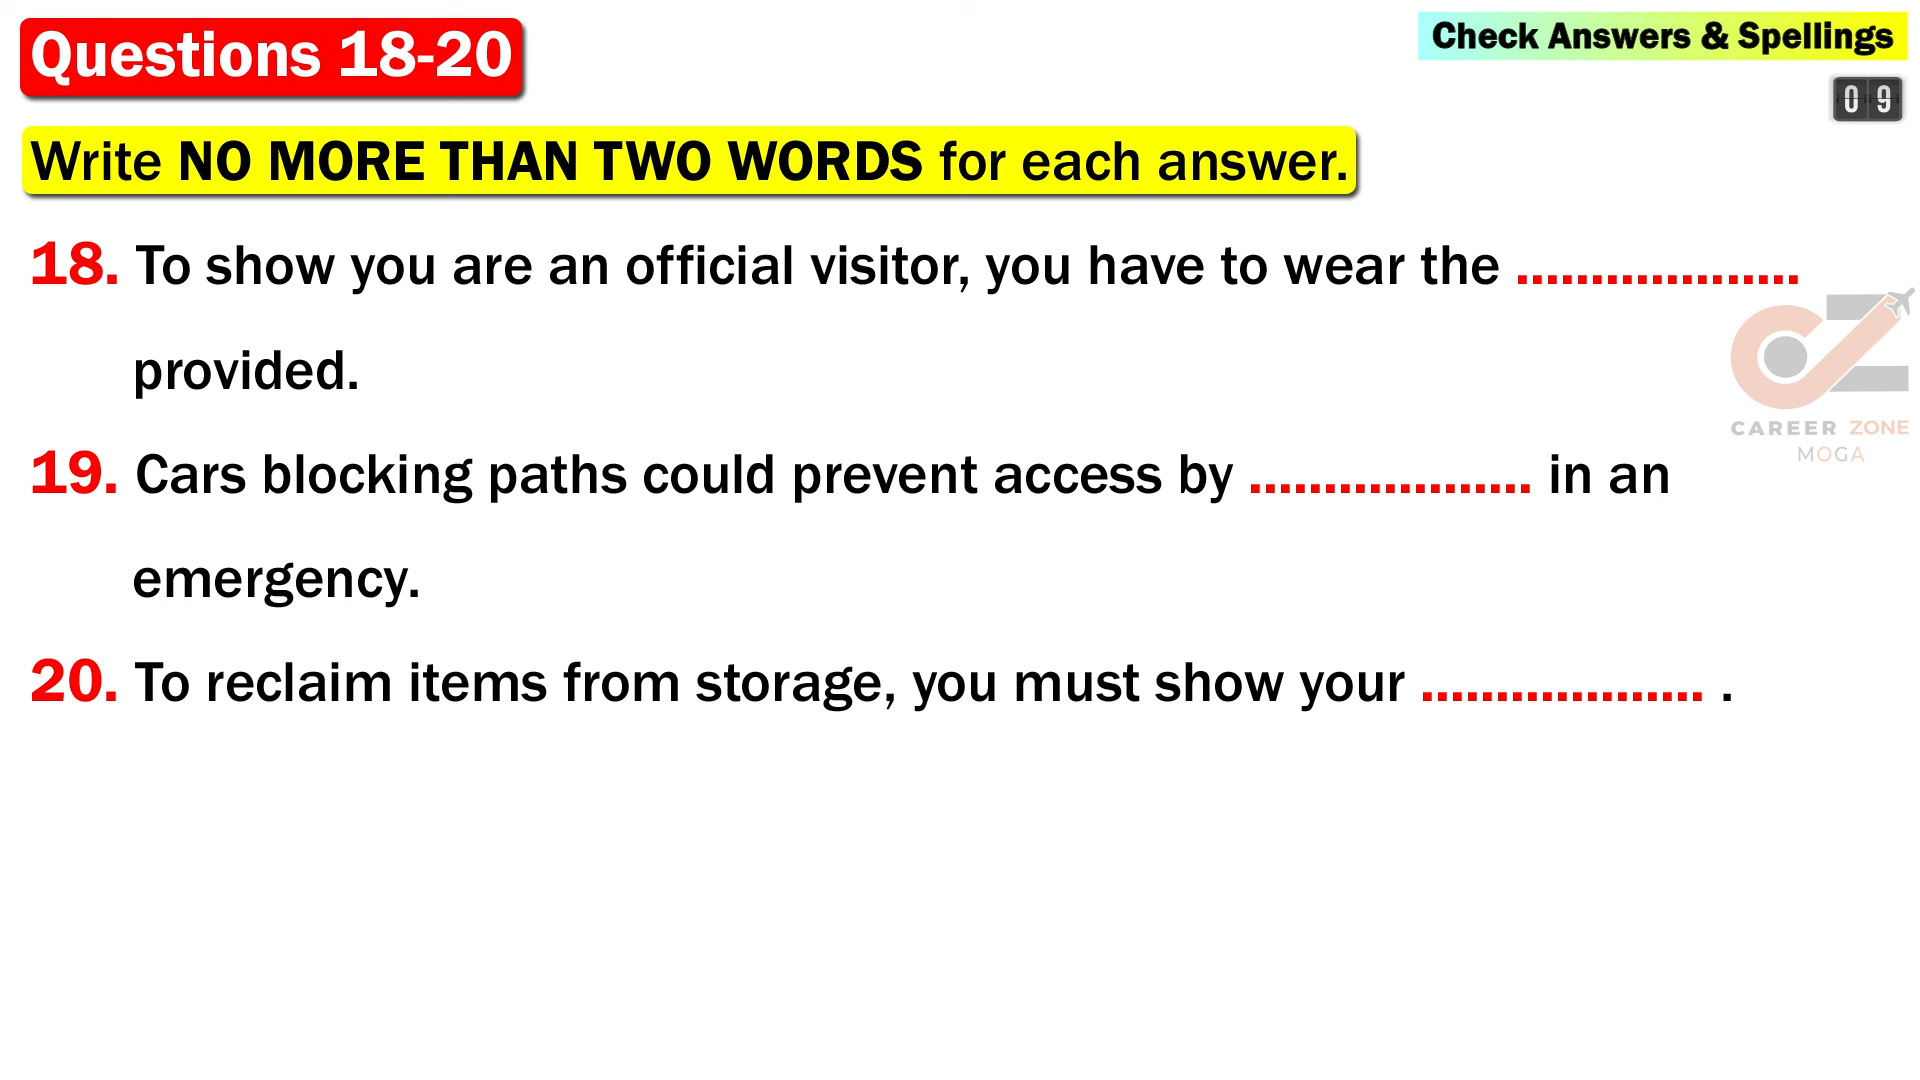 Questions 18-20
Check Answers & Spellings
09
Write NO MORE THAN TWO WORDS for each answer.
18. To show you are an official visitor, you have to wear the ...................
provided.
CAREER ZONE
MOGA
19. Cars blocking paths could prevent access by ................... in an
emergency.
20. To reclaim items from storage, you must show your ................... .